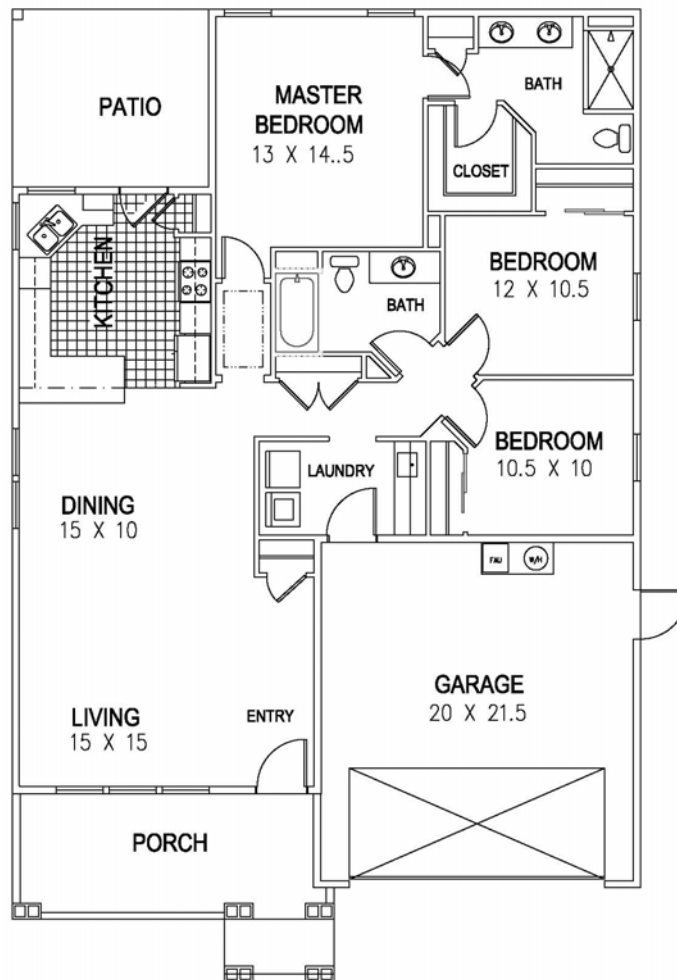 PATIO
MASTER
BEDROOM
13 X 14..5
BATH
CLOSET
KITCHEN
BEDROOM
12 X 10.5
BATH
BEDROOM
10.5 X 10
LAUNDRY
DINING
15 X 10
FAU
W/H
GARAGE
20 X 21.5
LIVING
15 X 15
ENTRY
PORCH